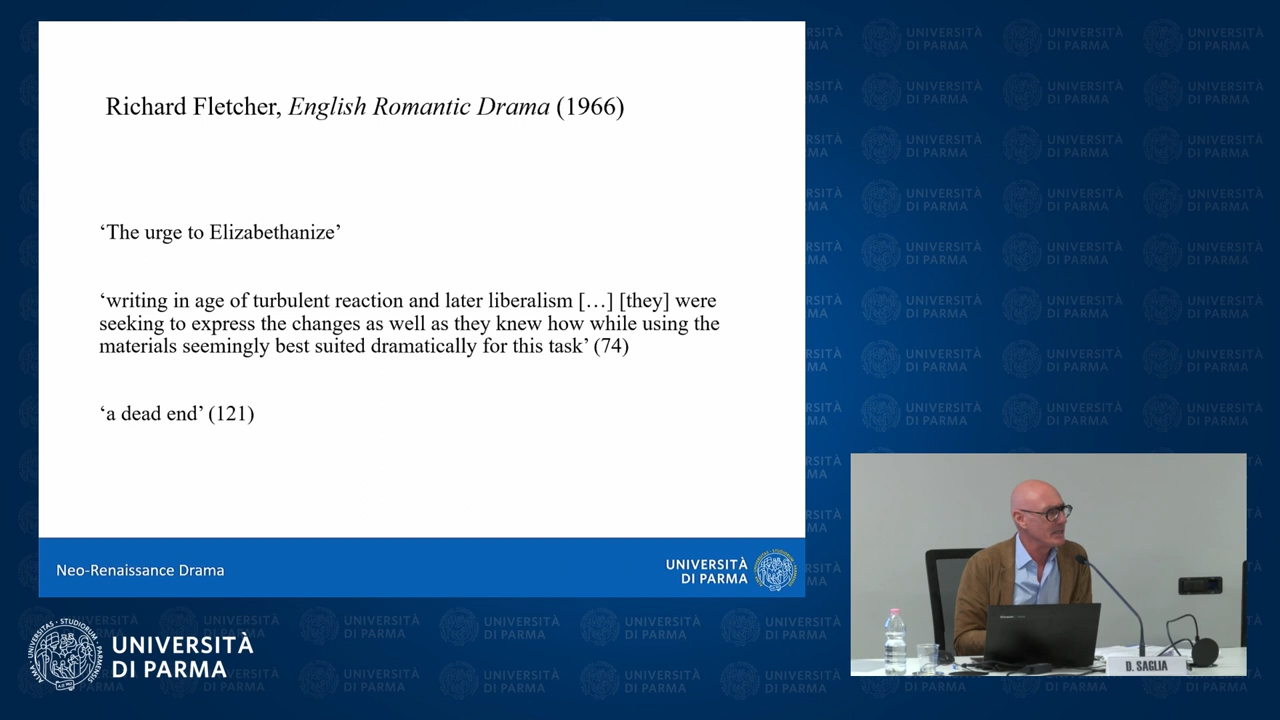 Richard Fletcher, English Romantic Drama (1966)
‘The urge to Elizabethanize’
‘writing in age of turbulent reaction and later liberalism […] [they] were
seeking to express the changes as well as they knew how while using the
materials seemingly best suited dramatically for this task’ (74)
‘a dead end’ (121)
Neo-Renaissance Drama
UNIVERSITÀ
DI PARMA
UNIVERSITÀ
DI PARMA
D. SAGLIA